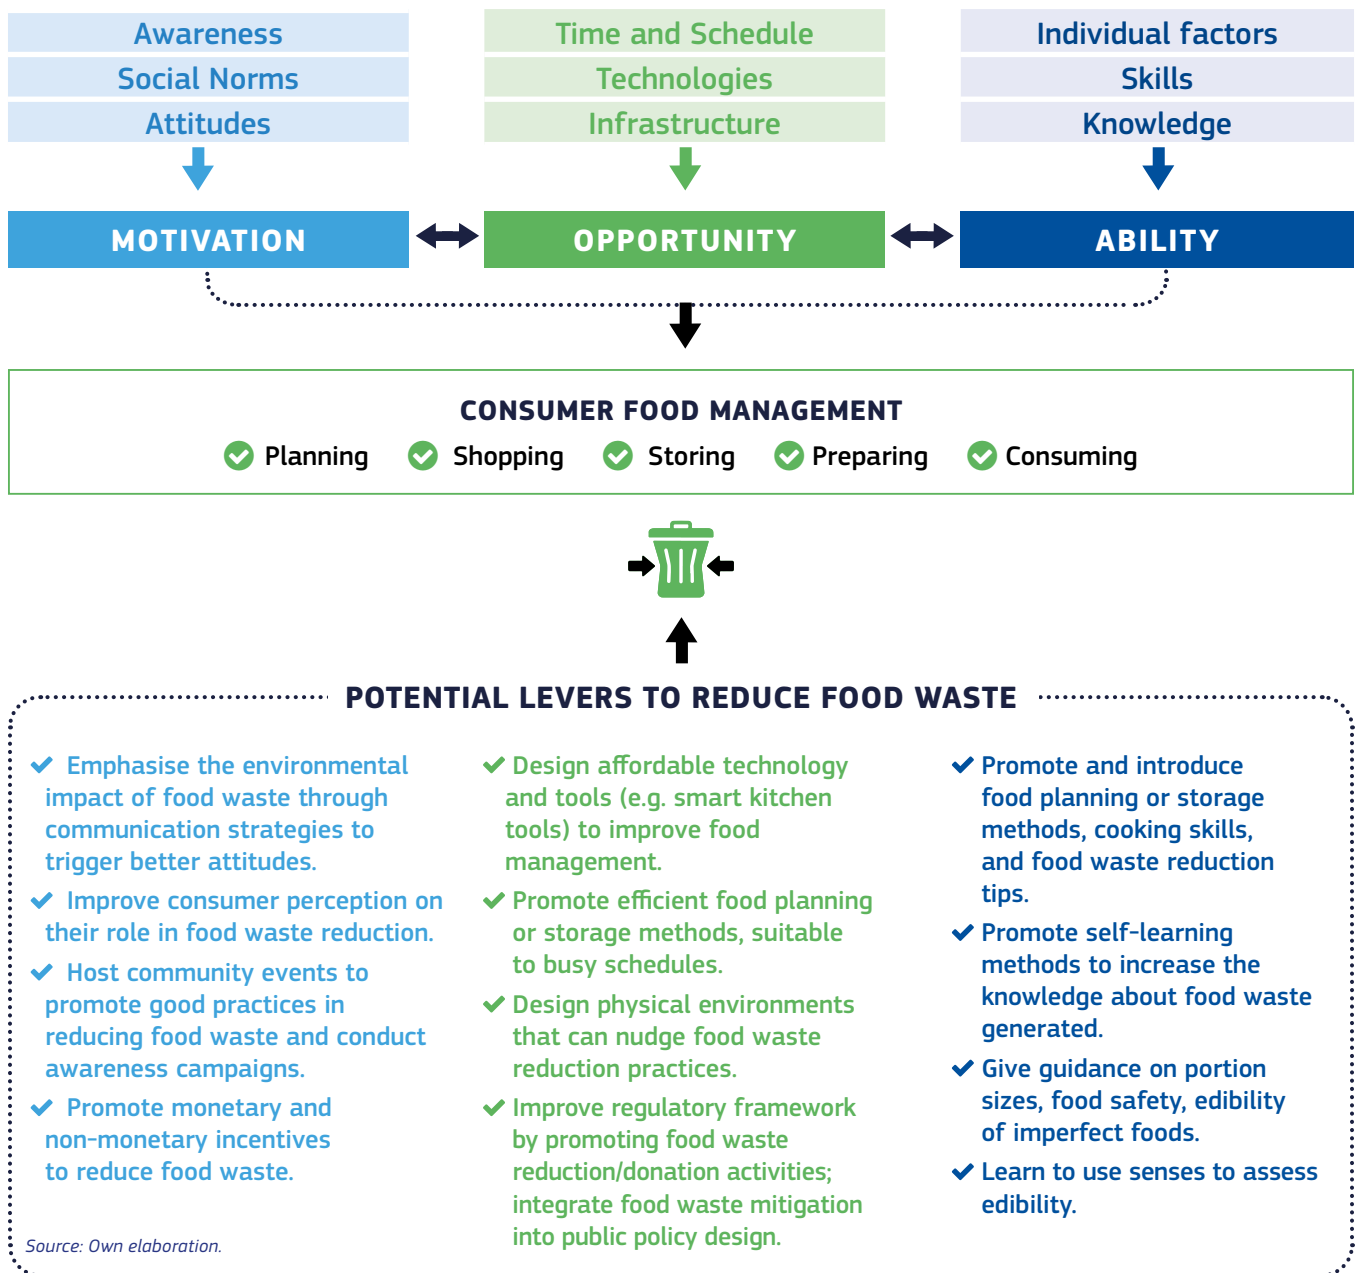 Awareness
Social Norms
Attitudes
Time and Schedule
Technologies
Infrastructure
Individual factors
Skills
Knowledge
MOTIVATION
OPPORTUNITY
ABILITY
CONSUMER FOOD MANAGEMENT
Planning
Shopping
Storing
Preparing
Consuming
POTENTIAL LEVERS TO REDUCE FOOD WASTE
Emphasise the environmental
impact of food waste through
communication strategies to
trigger better attitudes.
Improve consumer perception on
their role in food waste reduction.
Host community events to
promote good practices in
reducing food waste and conduct
awareness campaigns.
Promote monetary and
non-monetary incentives
to reduce food waste.
Design affordable technology
and tools (e.g. smart kitchen
tools) to improve food
management.
Promote efficient food planning
or storage methods, suitable
to busy schedules.
Design physical environments
that can nudge food waste
reduction practices.
Improve regulatory framework
by promoting food waste
reduction/donation activities;
integrate food waste mitigation
into public policy design.
Promote and introduce
food planning or storage
methods, cooking skills,
and food waste reduction
tips.
Promote self-learning
methods to increase the
knowledge about food waste
generated.
Give guidance on portion
sizes, food safety, edibility
of imperfect foods.
Learn to use senses to assess
edibility.
Source: Own elaboration.